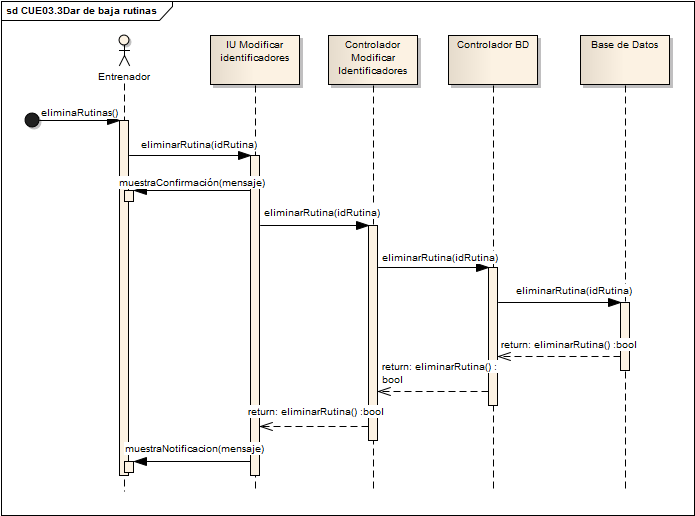 sd CUE03.3Dar de baja rutinas
Entrenador
IU Modificar
identificadores
Controlador
Modificar
Identificadores
Controlador BD
Base de Datos
eliminaRutinas()
eliminarRutina(idRutina)
muestraConfirmación(mensaje)
eliminarRutina(idRutina)
eliminarRutina(idRutina)
eliminarRutina(idRutina)
return: eliminarRutina() :bool
return: eliminarRutina() :
bool
return: eliminarRutina() :bool
muestraNotificacion(mensaje)